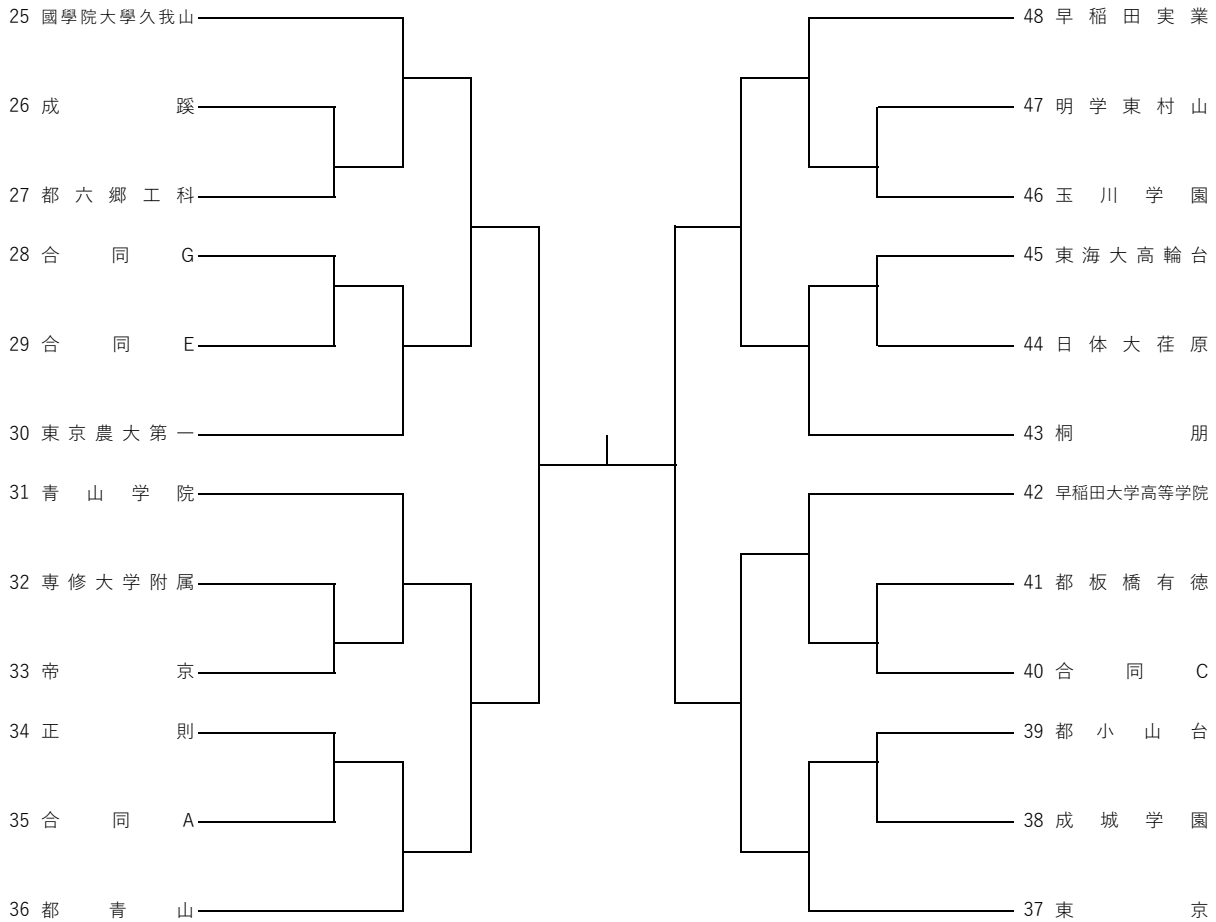 25 國學院大學久我山
26 成蹊
27 都六郷工科
28 合同G
29 合同E
30 東京農大第一
31 青山学院
32 専修大学附属
33 帝京
34 正則
35 合同A
36 都青山
48 早稲田実業
47 明学東村山
46 玉川学園
45 東海大高輪台
44 日体大荏原
43 桐朋
42 早稲田大学高等学院
41 都板橋有徳
40 合同C
39 都小山台
38 成城学園
37 東京